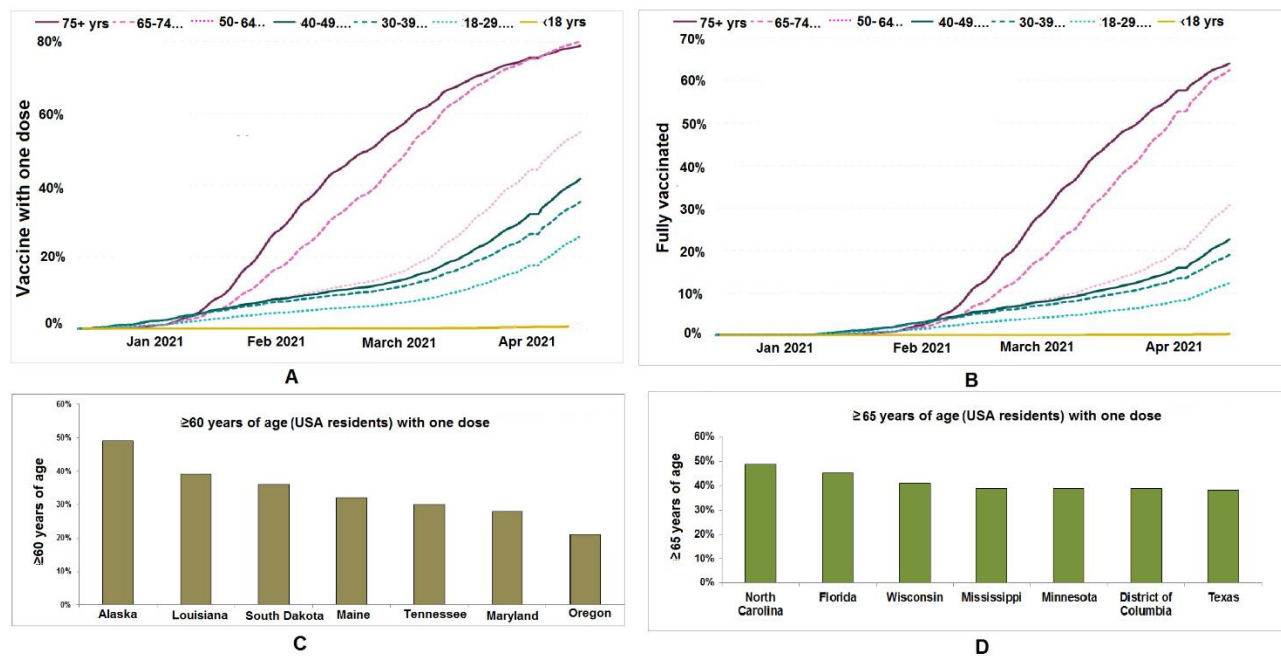 75+ yrs 65-74... 50-64... 40-49.... 30-39... 18-29.... <18 yrs
80%
60%
40%
20%
0%
Vaccine with one dose
Jan 2021 Feb 2021 March 2021 Apr 2021
A
75+ yrs 65-74... 50-64... 40-49.... 30-39... 18-29.... <18 yrs
70%
60%
50%
40%
30%
20%
10%
0%
Fully vaccinated
Jan 2021 Feb 2021 March 2021 Apr 2021
B
≥60 years of age (USA residents) with one dose
60%
50%
40%
30%
20%
10%
0%
≥60 years of age
Alaska Louisiana South Dakota Maine Tennessee Maryland Oregon
C
≥65 years of age (USA residents) with one dose
60%
50%
40%
30%
20%
10%
0%
≥65 years of age
North Florida Wisconsin Mississippi Minnesota District of Texas
Carolina Columbia
D